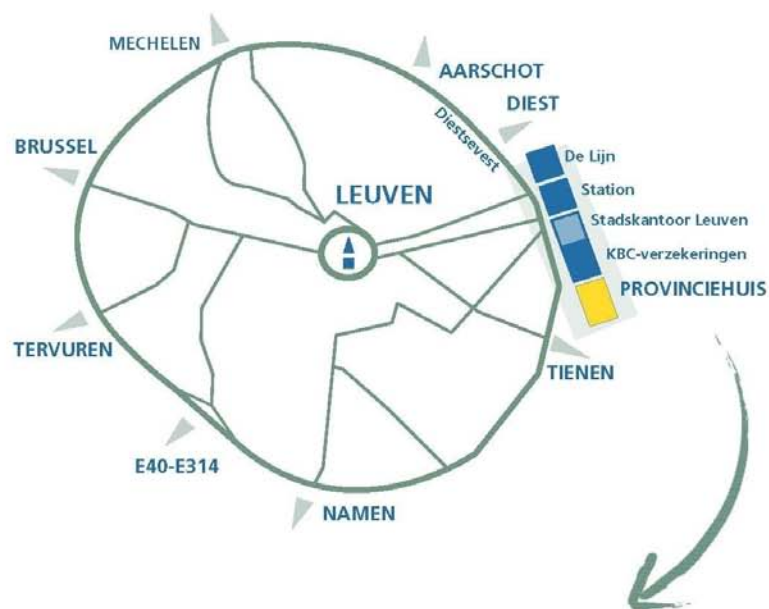 MECHELEN
AARSCHOT
DIEST
Diestsevest
BRUSSEL
De Lijn
LEUVEN
Station
Stadskantoor Leuven
KBC-verzekeringen
PROVINCIEHUIS
TERVUREN
TIENEN
E40-E314
NAMEN